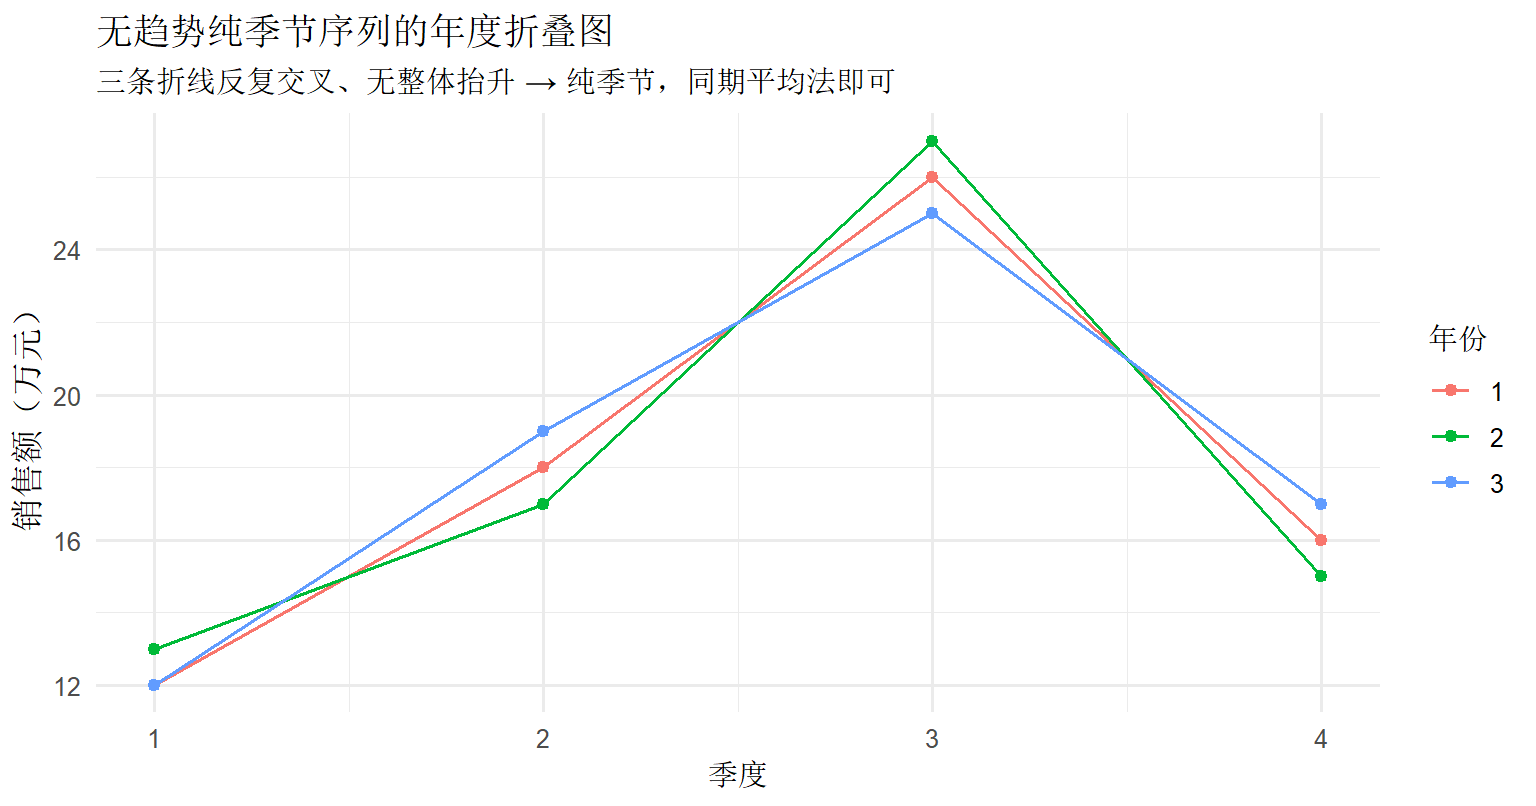 无趋势纯季节序列的年度折叠图
三条折线反复交叉、无整体抬升 → 纯季节，同期平均法即可
销售额（万元）
24
20
16
12
1
2
3
4
季度
年份
1
2
3